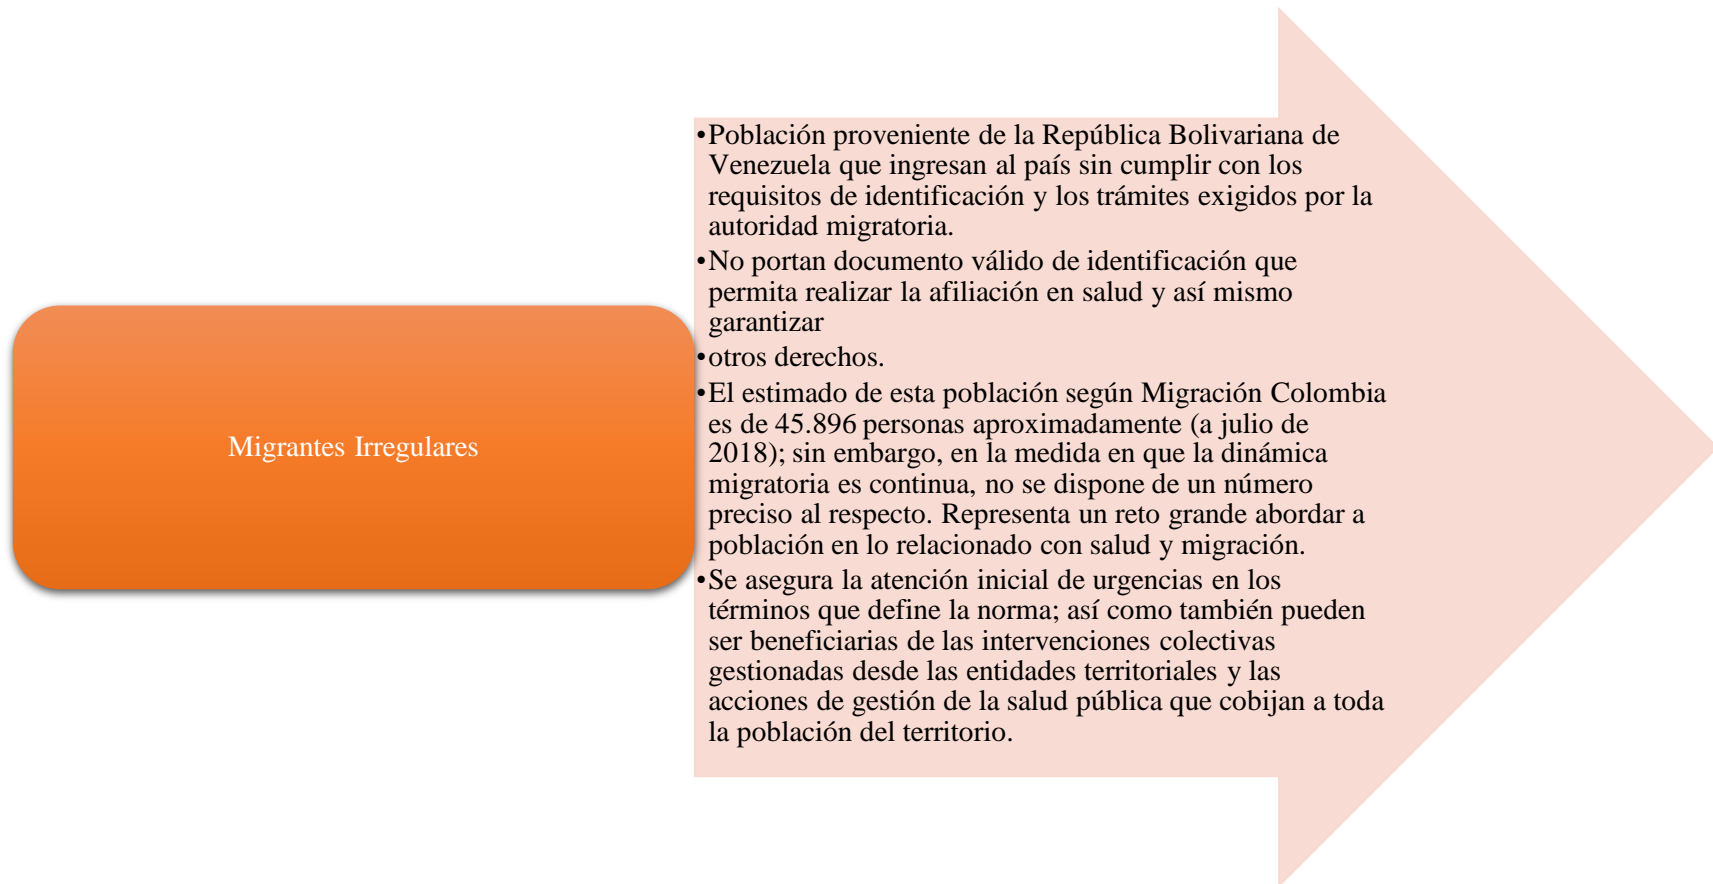 Migrantes Irregulares
•Población proveniente de la República Bolivariana de
Venezuela que ingresan al país sin cumplir con los
requisitos de identificación y los trámites exigidos por la
autoridad migratoria.
•No portan documento válido de identificación que
permita realizar la afiliación en salud y así mismo
garantizar
•otros derechos.
•El estimado de esta población según Migración Colombia
es de 45.896 personas aproximadamente (a julio de
2018); sin embargo, en la medida en que la dinámica
migratoria es continua, no se dispone de un número
preciso al respecto. Representa un reto grande abordar a
población en lo relacionado con salud y migración.
•Se asegura la atención inicial de urgencias en los
términos que define la norma; así como también pueden
ser beneficiarias de las intervenciones colectivas
gestionadas desde las entidades territoriales y las
acciones de gestión de la salud pública que cobijan a toda
la población del territorio.